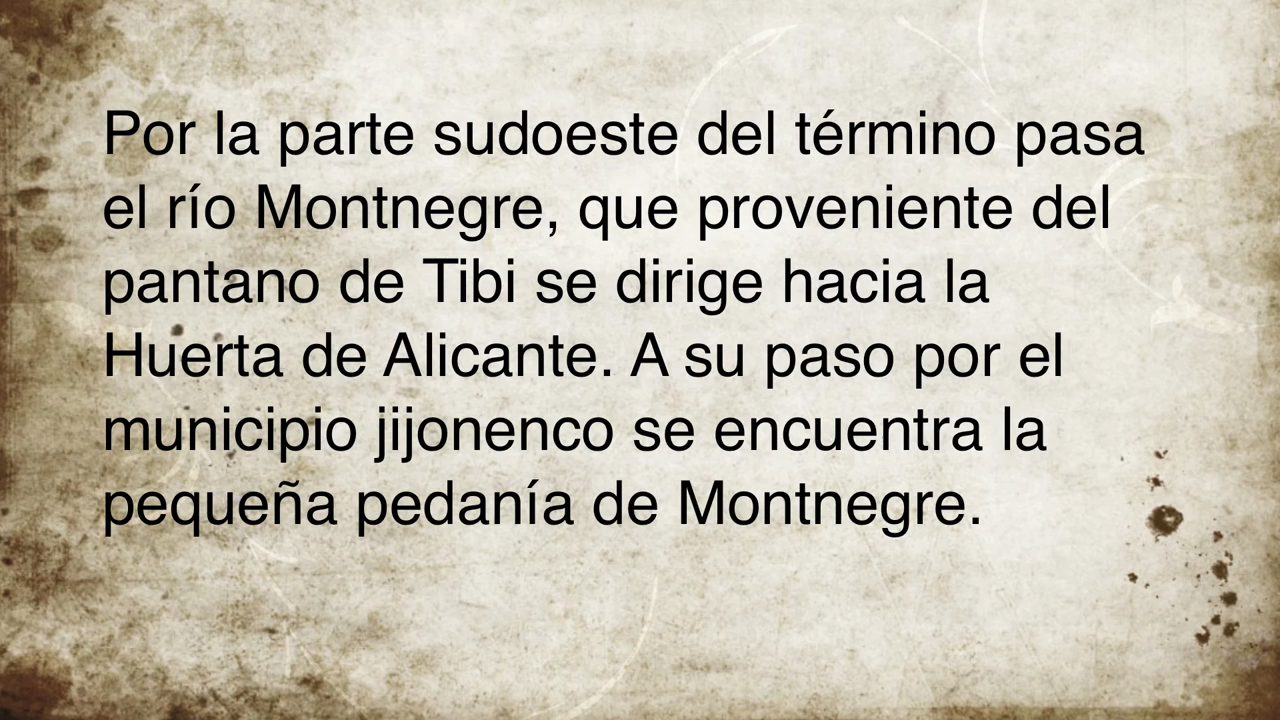 Por la parte sudoeste del término pasa
el río Montnegre, que proveniente del
pantano de Tibi se dirige hacia la
Huerta de Alicante. A su paso por el
municipio jijonenco se encuentra la
pequeña pedanía de Montnegre.